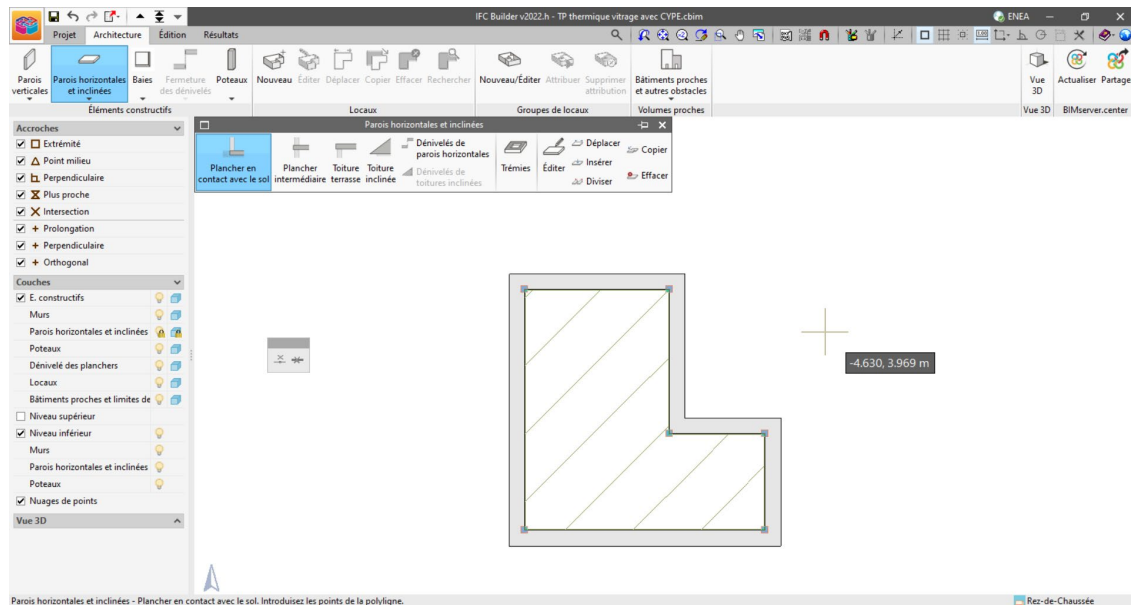 IFC Builder v2022.h - TP thermique vitrage avec CYPE.cbim
ENEA
Projet Architecture Édition Résultats
Parois verticales
Parois horizontales et inclinées
Baies
Fermeture des dénivelés
Poteaux
Nouveau Éditer Déplacer Copier Effacer Rechercher
Nouveau/Éditer Attribuer Supprimer attribution
Bâtiments proches et autres obstacles
Vue 3D
Actualiser Partager
Éléments constructifs Locaux Groupes de locaux Volumes proches Vue 3D BIMserver.center
Accroches
Extrémité
Point milieu
Perpendiculaire
Plus proche
Intersection
Prolongation
Perpendiculaire
Orthogonal
Couches
E. constructifs
Murs
Parois horizontales et inclinées
Poteaux
Dénivelé des planchers
Locaux
Bâtiments proches et limites de
Niveau supérieur
Niveau inférieur
Murs
Parois horizontales et inclinées
Poteaux
Nuages de points
Vue 3D
Parois horizontales et inclinées
Plancher en contact avec le sol
Plancher intermédiaire
Toiture terrasse
Toiture inclinée
Dénivelés de parois horizontales
Dénivelés de toitures inclinées
Trémies
Éditer
Déplacer
Insérer
Diviser
Copier
Effacer
-4.630, 3.969 m
Parois horizontales et inclinées - Plancher en contact avec le sol. Introduisez les points de la polyligne.
Rez-de-Chaussée